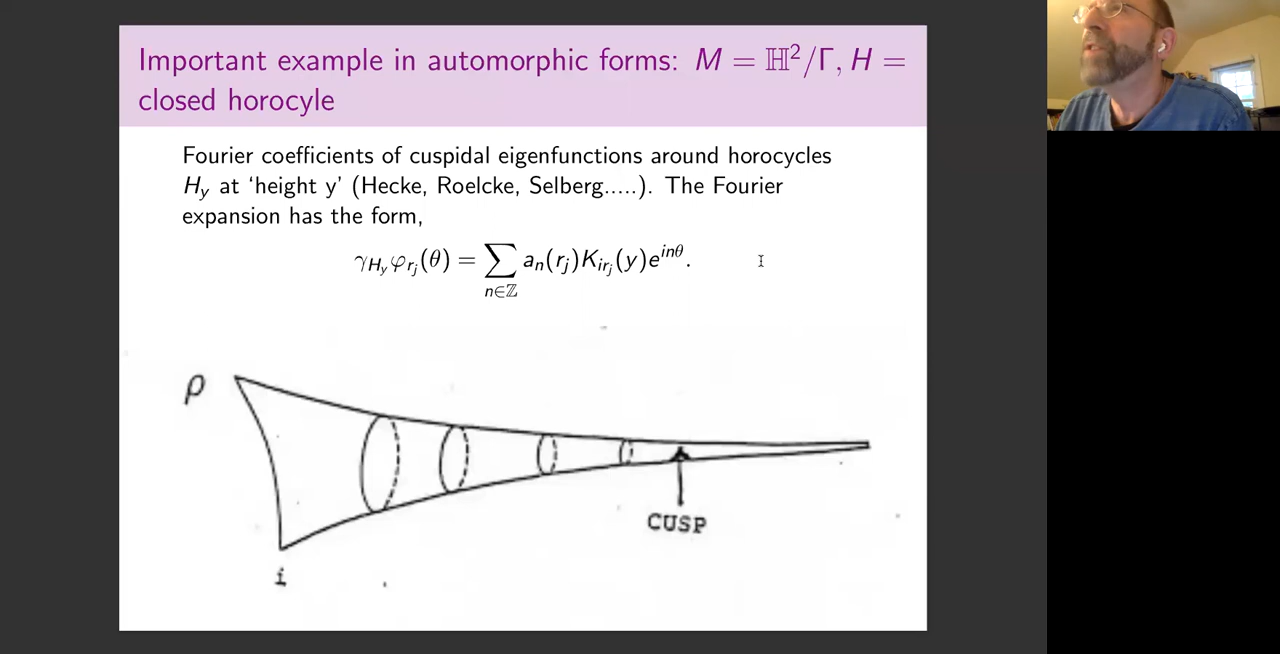 Important example in automorphic forms: M = ℍ²/Γ, H =
closed horocyle
Fourier coefficients of cuspidal eigenfunctions around horocycles
H_y at ‘height y’ (Hecke, Roelcke, Selberg.....). The Fourier
expansion has the form,
γ_{H_y} φ_{r_j}(θ) = ∑_{n∈ℤ} a_n(r_j)K_{ir_j}(y)e^{inθ}.
ρ
CUSP
i